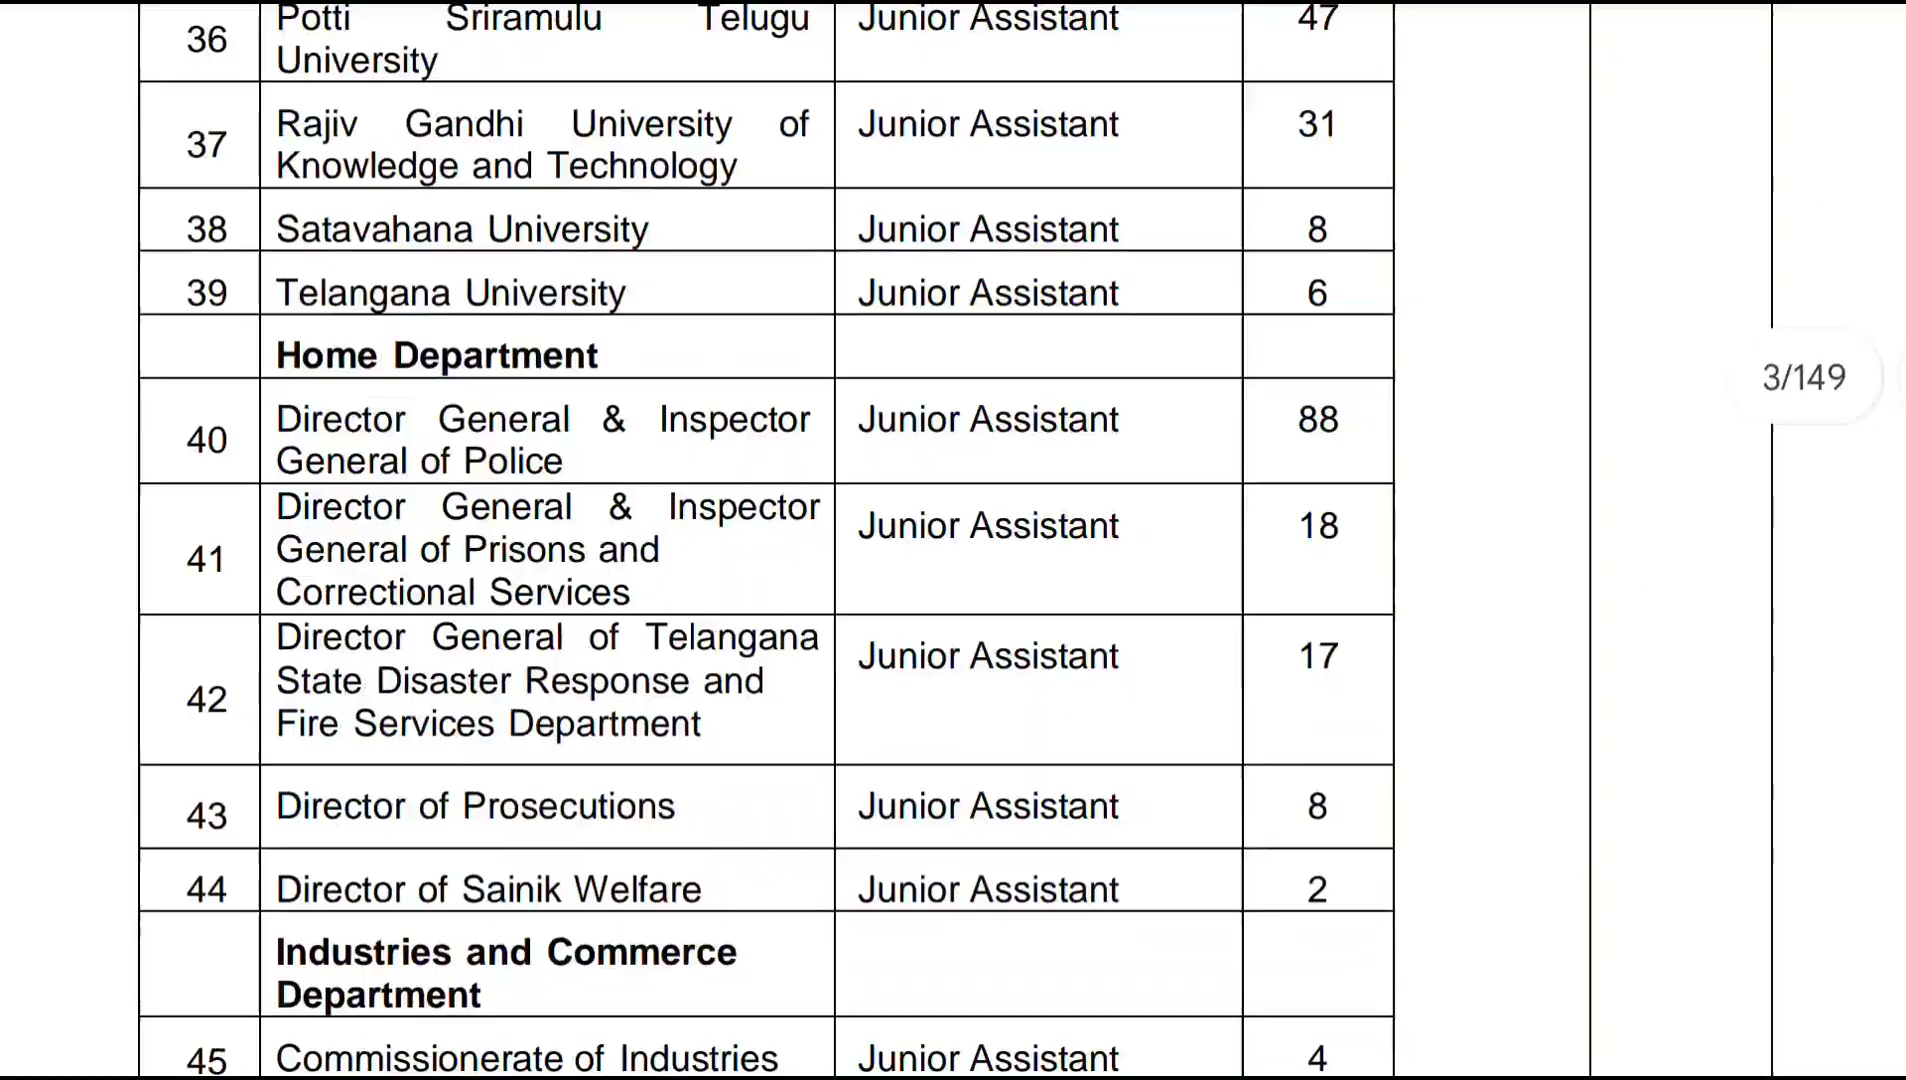 36 Potti Sriramulu Telugu Junior Assistant 47
University
37 Rajiv Gandhi University of Junior Assistant 31
Knowledge and Technology
38 Satavahana University Junior Assistant 8
39 Telangana University Junior Assistant 6
Home Department
40 Director General & Inspector Junior Assistant 88
General of Police
41 Director General & Inspector Junior Assistant 18
General of Prisons and
Correctional Services
42 Director General of Telangana Junior Assistant 17
State Disaster Response and
Fire Services Department
43 Director of Prosecutions Junior Assistant 8
44 Director of Sainik Welfare Junior Assistant 2
Industries and Commerce
Department
45 Commissionerate of Industries Junior Assistant 4
3/149